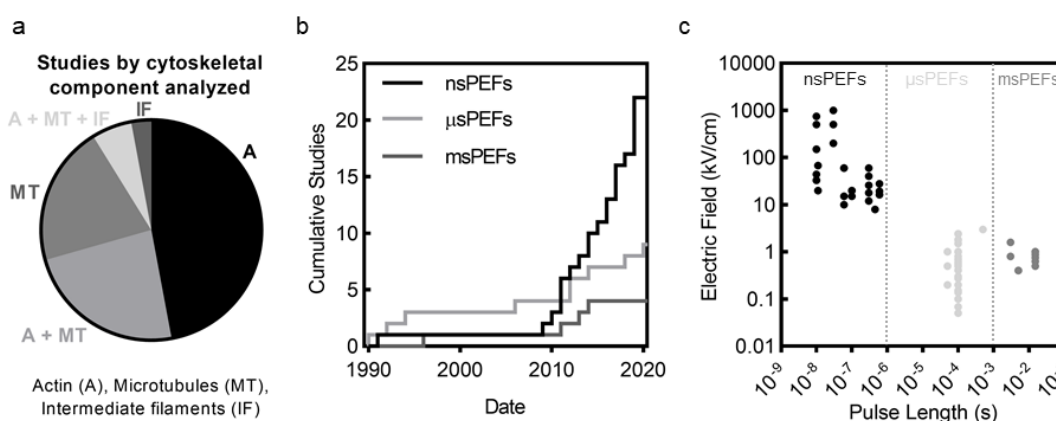 a
Studies by cytoskeletal
component analyzed
A + MT + IF
IF
A
MT
A + MT
Actin (A), Microtubules (MT),
Intermediate filaments (IF)
b
25
20
15
10
5
0
Cumulative Studies
nsPEFs
μsPEFs
msPEFs
1990
2000
2010
2020
Date
c
10000
1000
100
10
1
0.1
0.01
Electric Field (kV/cm)
nsPEFs
μsPEFs
msPEFs
10⁻⁹
10⁻⁸
10⁻⁷
10⁻⁶
10⁻⁵
10⁻⁴
10⁻³
10⁻²
Pulse Length (s)